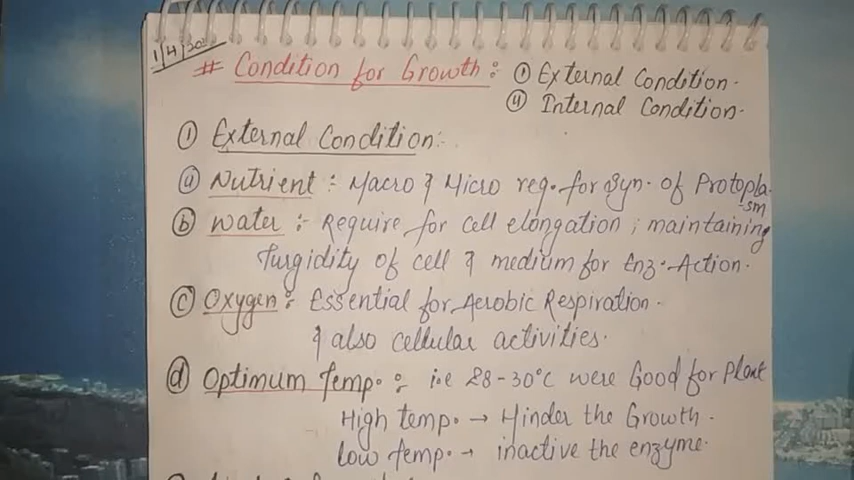 1/4/20
# Condition for Growth :- ① External Condition.
② Internal Condition.
① External Condition :-
ⓐ Nutrient :- Macro & Micro req. for Syn. of Protopla-
-sm
ⓑ Water :- Require for Cell elongation ; maintaining
Turgidity of cell & medium for Enz. Action.
ⓒ Oxygen :- Essential for Aerobic Respiration.
& also cellular activities.
ⓓ Optimum Temp. :- i.e 28-30°C were Good for Plant
High temp. → Hinder the Growth.
Low temp. → inactive the enzyme.